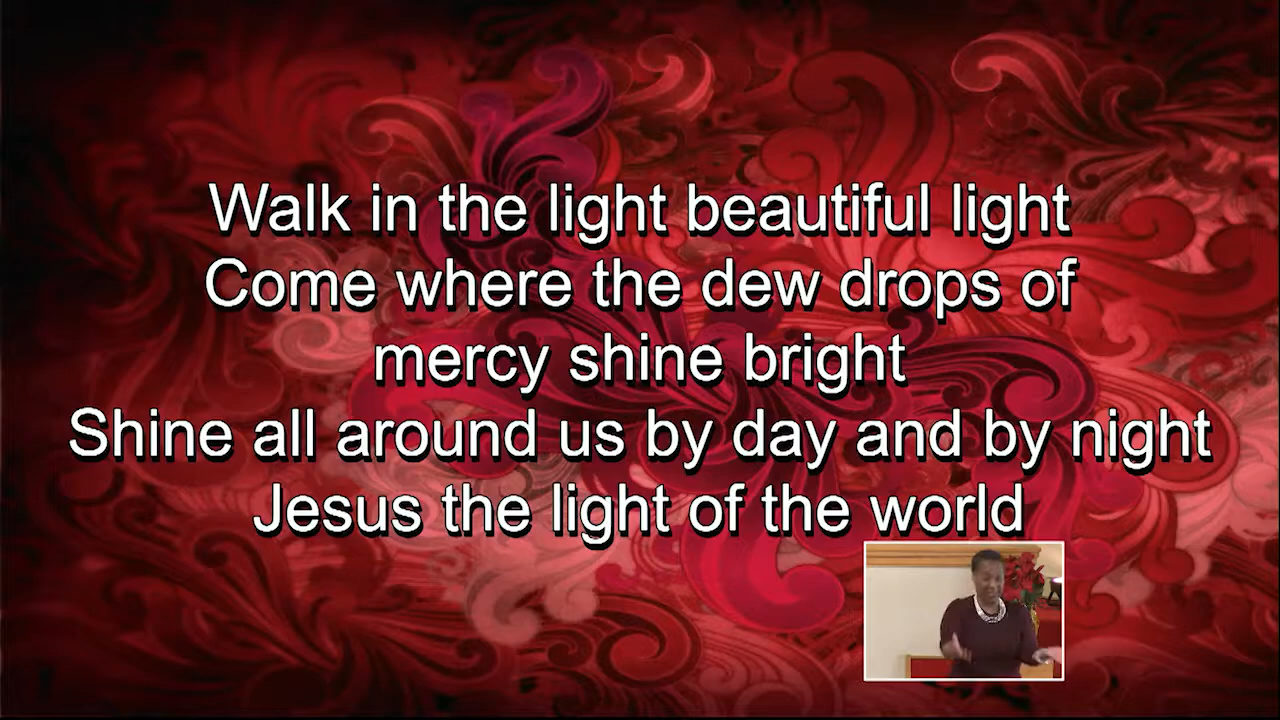 Walk in the light beautiful light
Come where the dew drops of
mercy shine bright
Shine all around us by day and by night
Jesus the light of the world